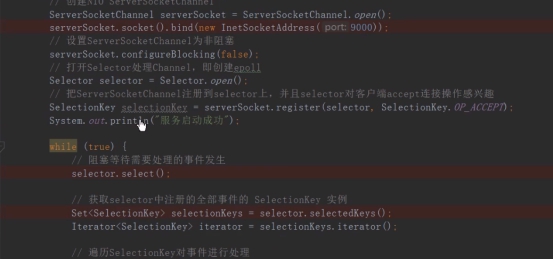 // 创建NIO ServerSocketChannel
ServerSocketChannel serverSocket = ServerSocketChannel.open();
serverSocket.socket().bind(new InetSocketAddress( port: 9000));
// 设置ServerSocketChannel为非阻塞
serverSocket.configureBlocking(false);
// 打开Selector处理Channel，即创建epoll
Selector selector = Selector.open();
// 把ServerSocketChannel注册到selector上，并且selector对客户端accept连接操作感兴趣
SelectionKey selectionKey = serverSocket.register(selector, SelectionKey.OP_ACCEPT);
System.out.println("服务启动成功");
while (true) {
// 阻塞等待需要处理的事件发生
selector.select();
// 获取selector中注册的全部事件的 SelectionKey 实例
Set<SelectionKey> selectionKeys = selector.selectedKeys();
Iterator<SelectionKey> iterator = selectionKeys.iterator();
// 遍历SelectionKey对事件进行处理